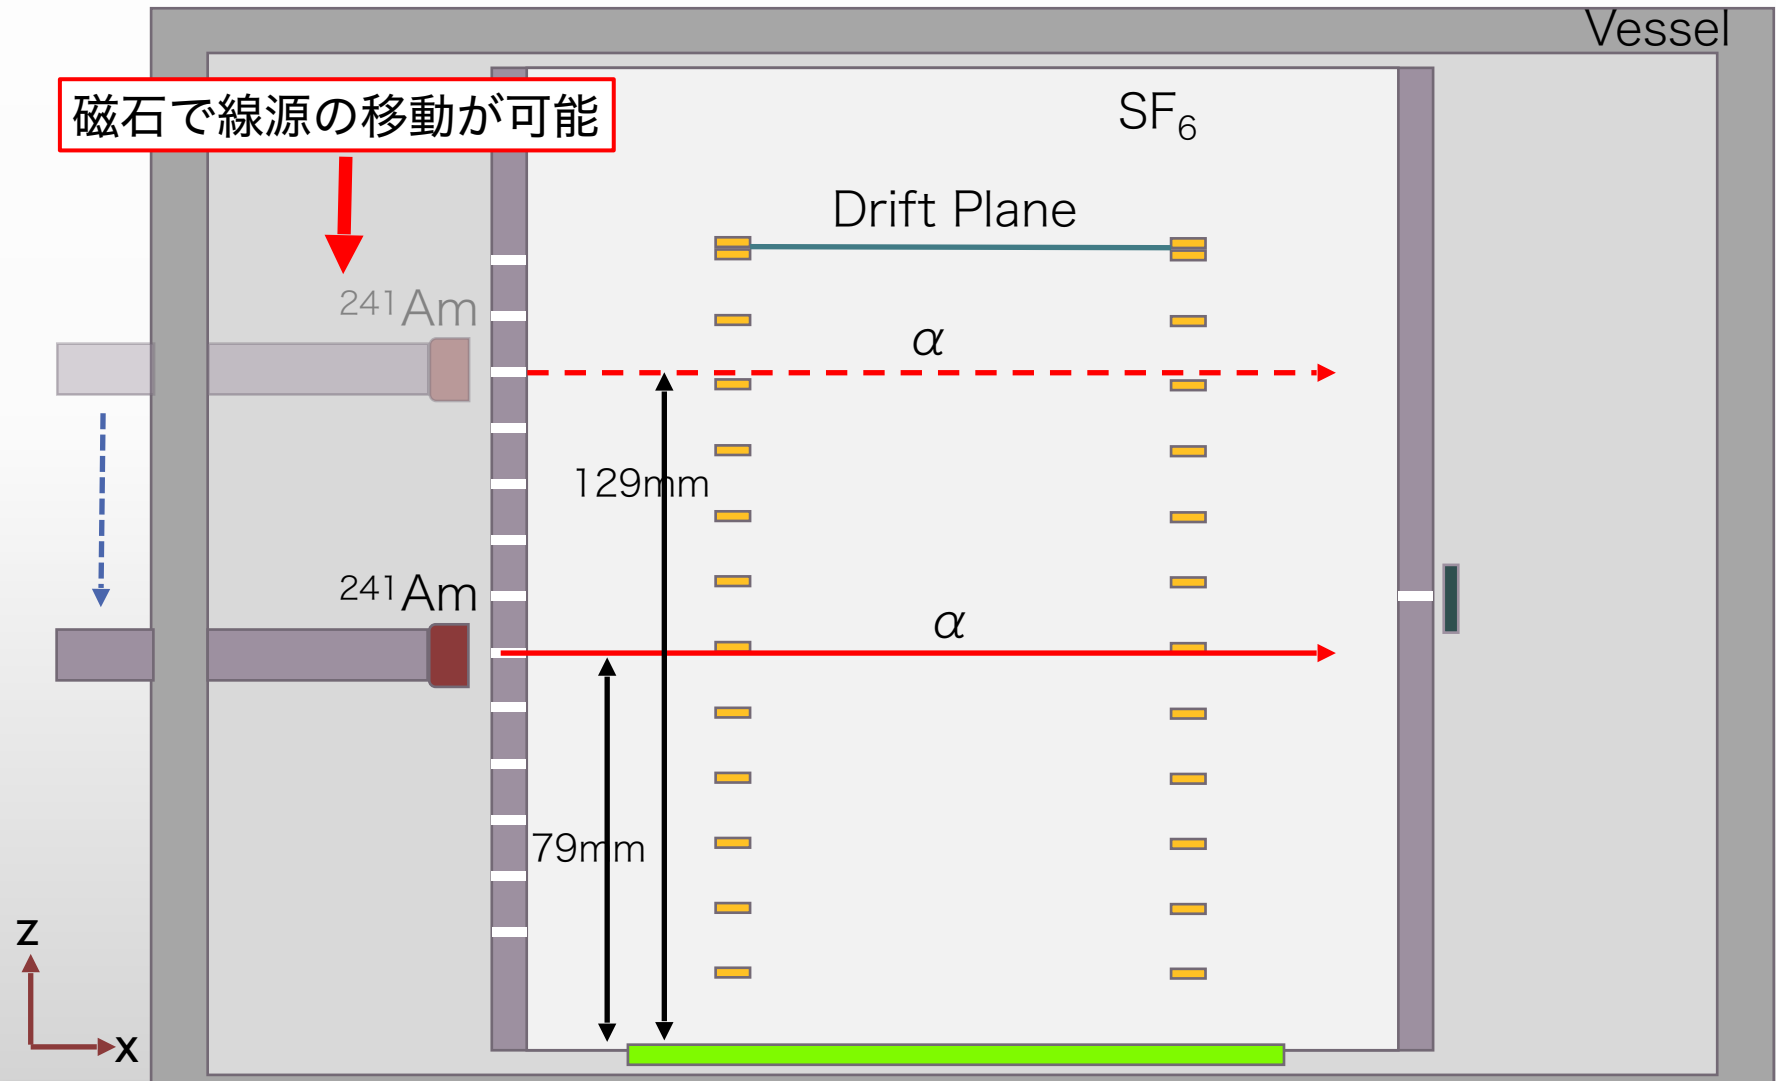 Vessel
磁石で線源の移動が可能
SF₆
Drift Plane
²⁴¹Am
α
129mm
²⁴¹Am
α
79mm
z
x